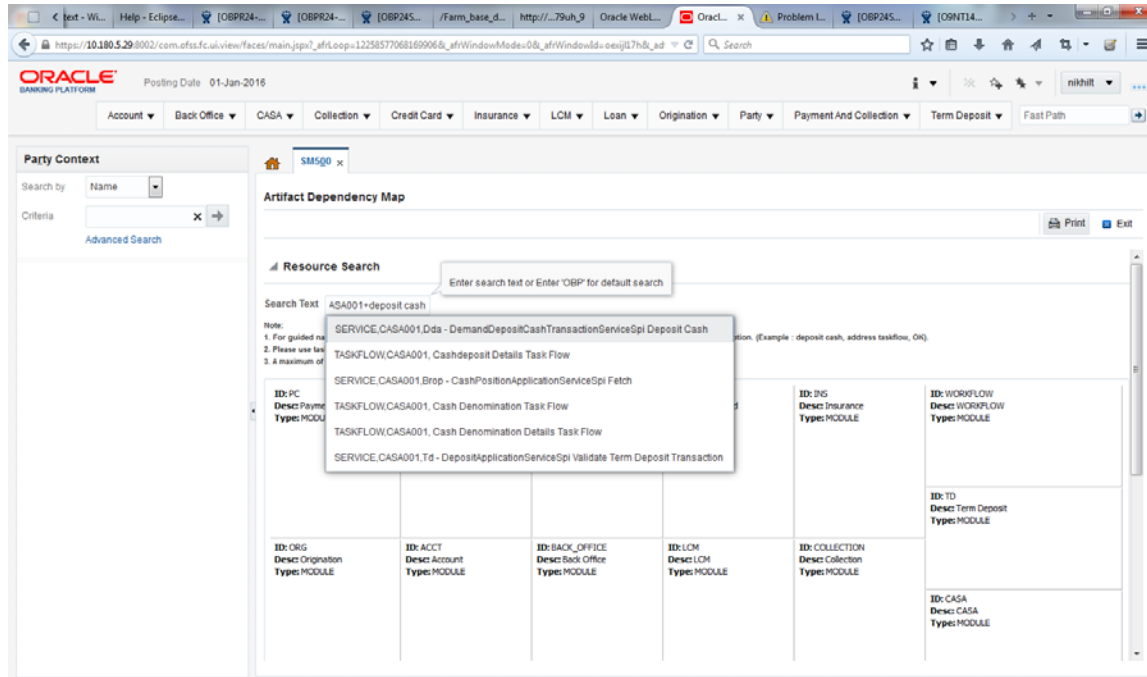 text - Wi... Help - Eclipse... [OBPR24-... [OBPR24-... [OBP24S... /Farm_base_d... http://...79uh_9 Oracle WebL... Oracl... x Problem l... [OBP24S... [O9NT14...
https://10.180.5.29:8002/com.ofss.fc.ui.view/faces/main.jspx?_afrLoop=12258577068169906&_afrWindowMode=0&_afrWindowId=oexijl17h&_ad Search
ORACLE
BANKING PLATFORM
Posting Date 01-Jan-2016
nikhilt
Account Back Office CASA Collection Credit Card Insurance LCM Loan Origination Party Payment And Collection Term Deposit Fast Path
Party Context
SM500 x
Search by Name
Artifact Dependency Map
Criteria
Print Exit
Advanced Search
Resource Search
Enter search text or Enter 'OBP' for default search
Search Text ASA001+deposit cash
Note:
SERVICE,CASA001,Dda - DemandDepositCashTransactionServiceSpi Deposit Cash
1. For guided na
tion. (Example : deposit cash, address taskflow, OK).
2. Please use tas
TASKFLOW,CASA001, Cashdeposit Details Task Flow
3. A maximum of
SERVICE,CASA001,Brop - CashPositionApplicationServiceSpi Fetch
TASKFLOW,CASA001, Cash Denomination Task Flow
TASKFLOW,CASA001, Cash Denomination Details Task Flow
SERVICE,CASA001,Td - DepositApplicationServiceSpi Validate Term Deposit Transaction
ID: PC
Desc: Payme
Type: MODU
ID: INS
Desc: Insurance
Type: MODULE
ID: WORKFLOW
Desc: WORKFLOW
Type: MODULE
ID: TD
Desc: Term Deposit
Type: MODULE
ID: ORG
Desc: Origination
Type: MODULE
ID: ACCT
Desc: Account
Type: MODULE
ID: BACK_OFFICE
Desc: Back Office
Type: MODULE
ID: LCM
Desc: LCM
Type: MODULE
ID: COLLECTION
Desc: Collection
Type: MODULE
ID: CASA
Desc: CASA
Type: MODULE